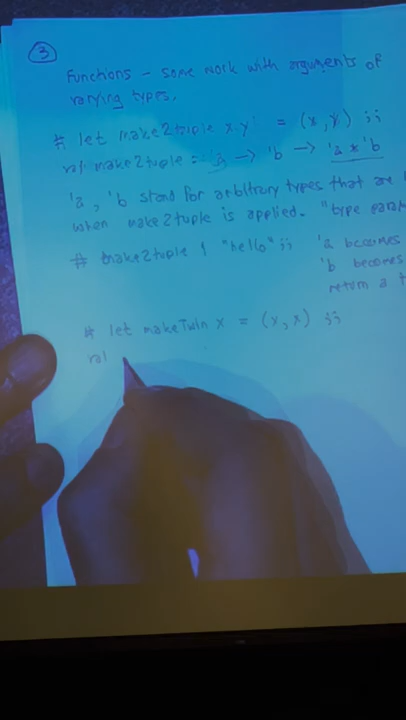 3
Functions - some work with arguments of
varying types.
# let make2tuple x y = (x, y) ;;
val make2tuple = 'a -> 'b -> 'a * 'b
'a, 'b stand for arbitrary types that are
when make2tuple is applied. "type para
# make2tuple 1 "hello" ;; 'a becomes
'b becomes
return a t
# let makeTwin x = (x, x) ;;
val